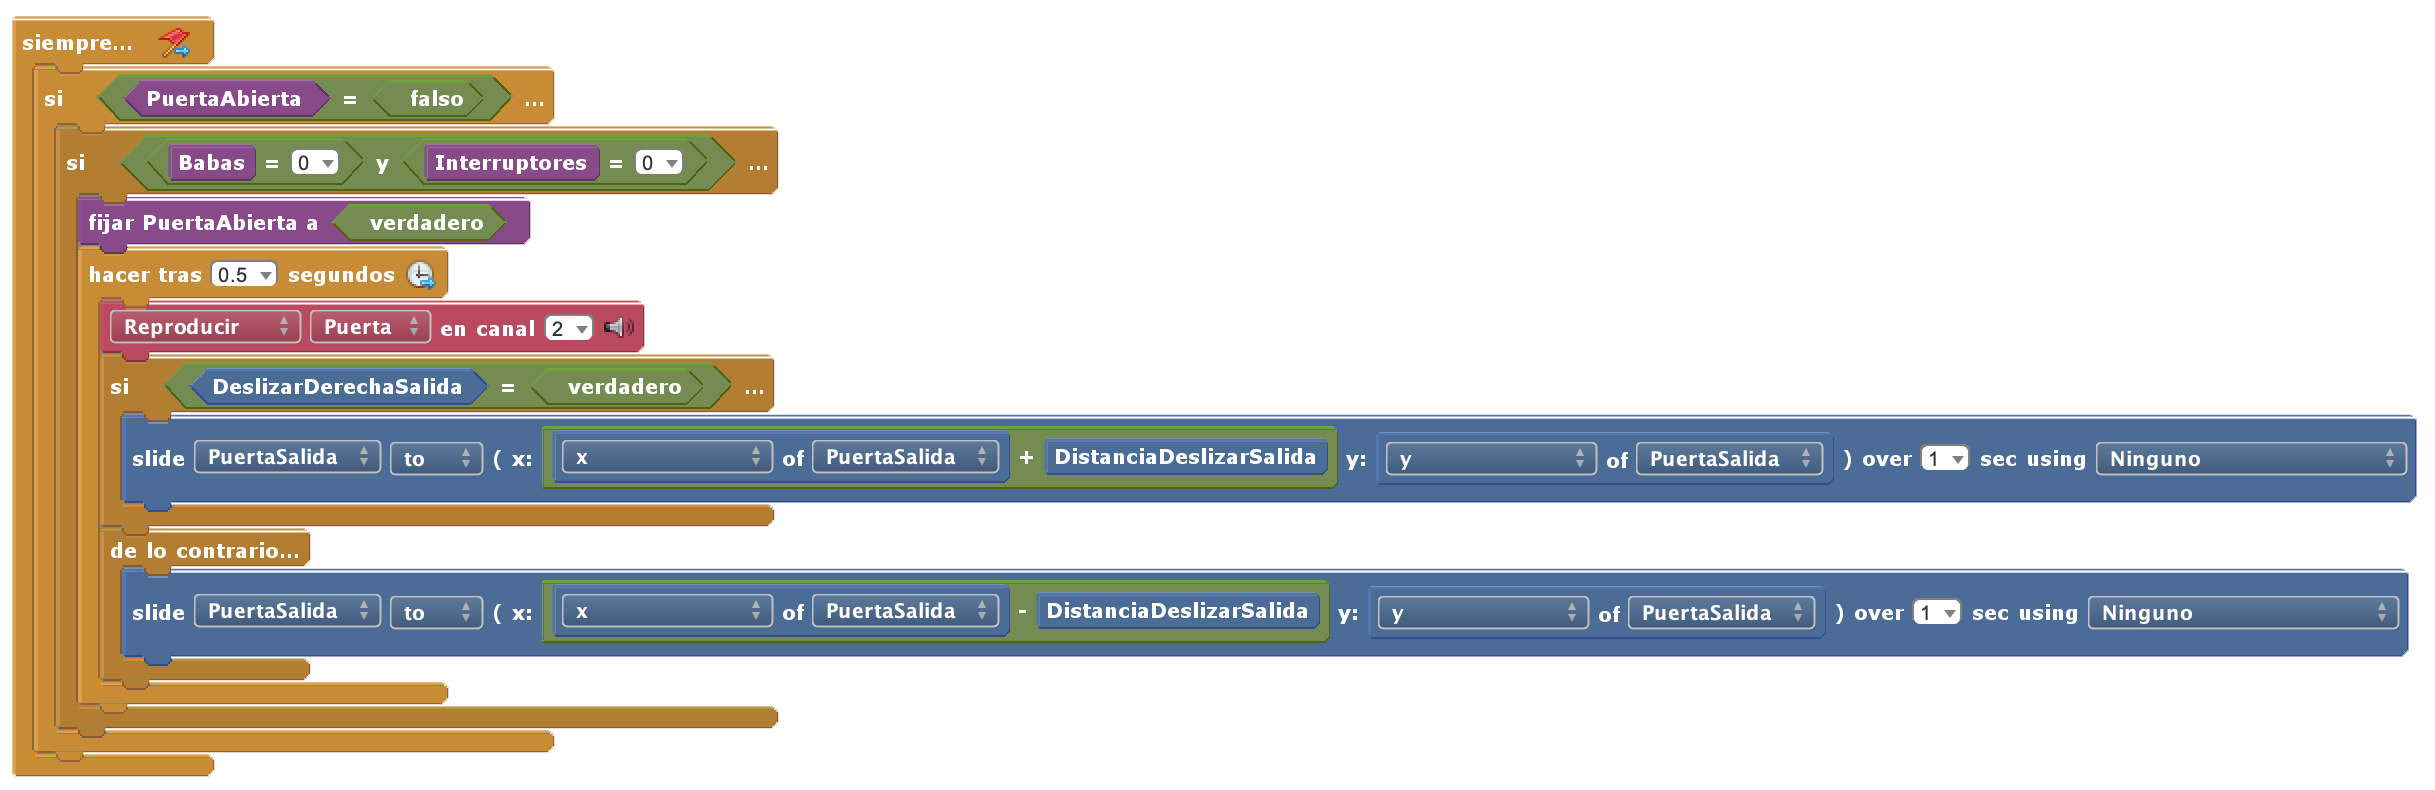 siempre...
si PuertaAbierta = falso ...
si Babas = 0 y Interruptores = 0 ...
fijar PuertaAbierta a verdadero
hacer tras 0.5 segundos
Reproducir Puerta en canal 2
si DeslizarDerechaSalida = verdadero ...
slide PuertaSalida to ( x: x of PuertaSalida + DistanciaDeslizarSalida y: y of PuertaSalida ) over 1 sec using Ninguno
de lo contrario...
slide PuertaSalida to ( x: x of PuertaSalida - DistanciaDeslizarSalida y: y of PuertaSalida ) over 1 sec using Ninguno